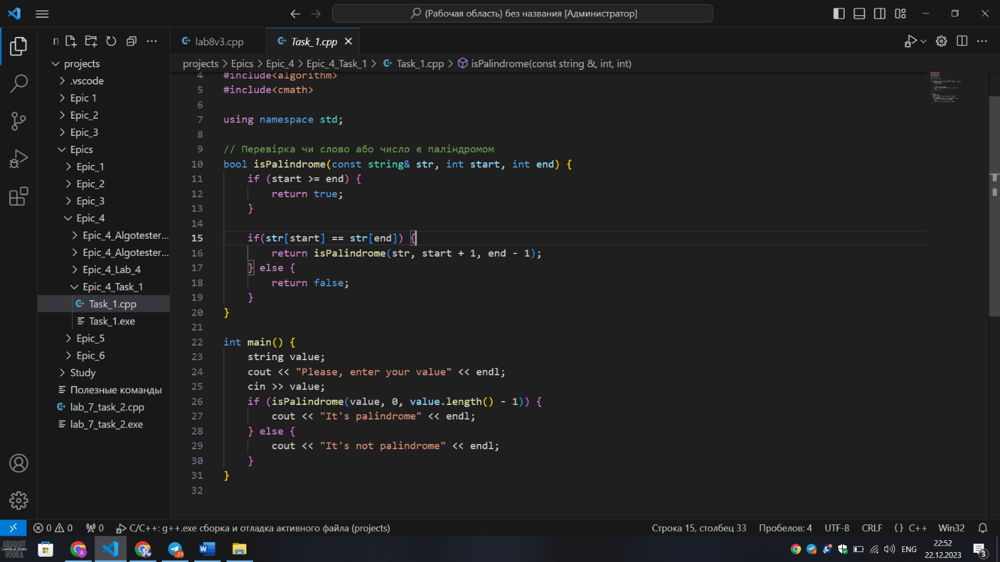 (Рабочая область) без названия [Администратор]
П
lab8v3.cpp
Task_1.cpp
projects > Epics > Epic_4 > Epic_4_Task_1 > Task_1.cpp > isPalindrome(const string &, int, int)
projects
.vscode
Epic 1
Epic_2
Epic_3
Epics
Epic_1
Epic_2
Epic_3
Epic_4
Epic_4_Algotester...
Epic_4_Algotester...
Epic_4_Lab_4
Epic_4_Task_1
Task_1.cpp
Task_1.exe
Epic_5
Epic_6
Study
Полезные команды
lab_7_task_2.cpp
lab_7_task_2.exe
4 #include<algorithm>
5 #include<cmath>
6
7 using namespace std;
8
9 // Перевірка чи слово або число є паліндромом
10 bool isPalindrome(const string& str, int start, int end) {
11 if (start >= end) {
12 return true;
13 }
14
15 if(str[start] == str[end]) {
16 return isPalindrome(str, start + 1, end - 1);
17 } else {
18 return false;
19 }
20 }
21
22 int main() {
23 string value;
24 cout << "Please, enter your value" << endl;
25 cin >> value;
26 if (isPalindrome(value, 0, value.length() - 1)) {
27 cout << "It's palindrome" << endl;
28 } else {
29 cout << "It's not palindrome" << endl;
30 }
31 }
32
0 0 0 C/C++: g++.exe сборка и отладка активного файла (projects)
Строка 15, столбец 33 Пробелов: 4 UTF-8 CRLF {} C++ Win32
ABSOLUT
Country of Sweden
VODKA
A
29
W
ENG
22:52
22.12.2023
3